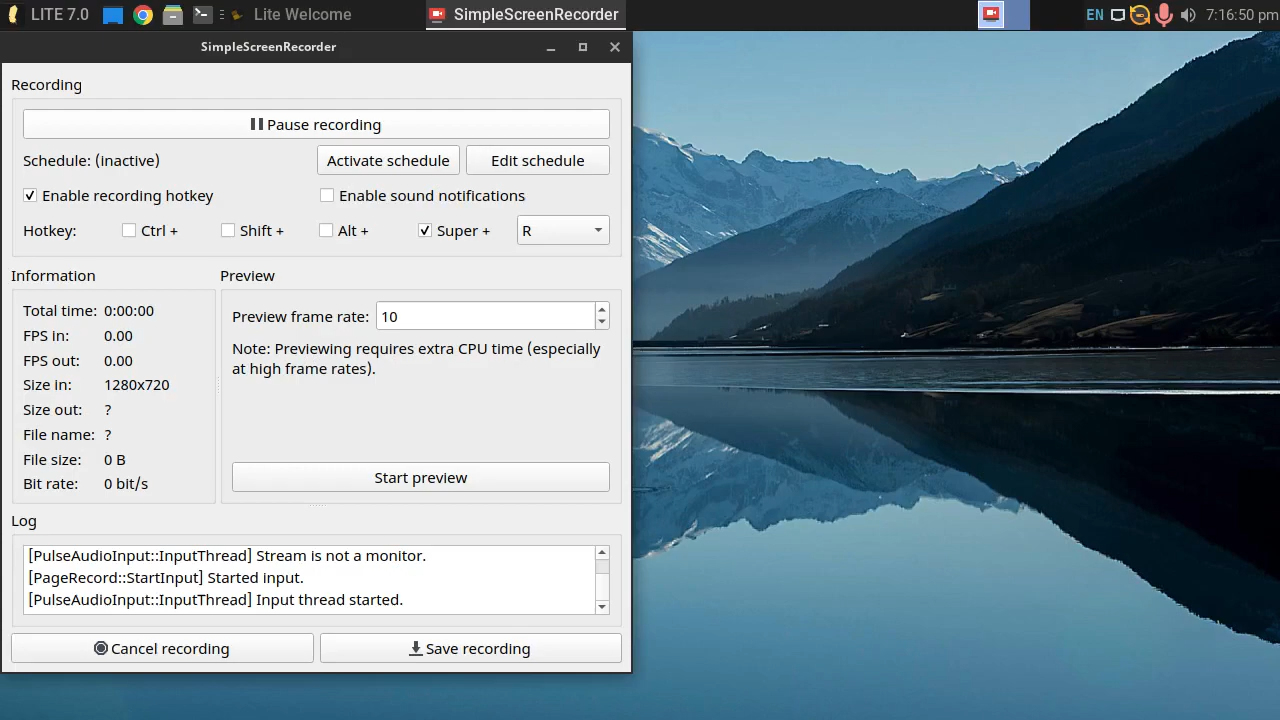 LITE 7.0
Lite Welcome
SimpleScreenRecorder
EN
7:16:50 pm
SimpleScreenRecorder
Recording
Pause recording
Schedule: (inactive)
Activate schedule
Edit schedule
Enable recording hotkey
Enable sound notifications
Hotkey:
Ctrl +
Shift +
Alt +
Super +
R
Information
Total time: 0:00:00
FPS in: 0.00
FPS out: 0.00
Size in: 1280x720
Size out: ?
File name: ?
File size: 0 B
Bit rate: 0 bit/s
Preview
Preview frame rate: 10
Note: Previewing requires extra CPU time (especially
at high frame rates).
Start preview
Log
[PulseAudioInput::InputThread] Stream is not a monitor.
[PageRecord::StartInput] Started input.
[PulseAudioInput::InputThread] Input thread started.
Cancel recording
Save recording